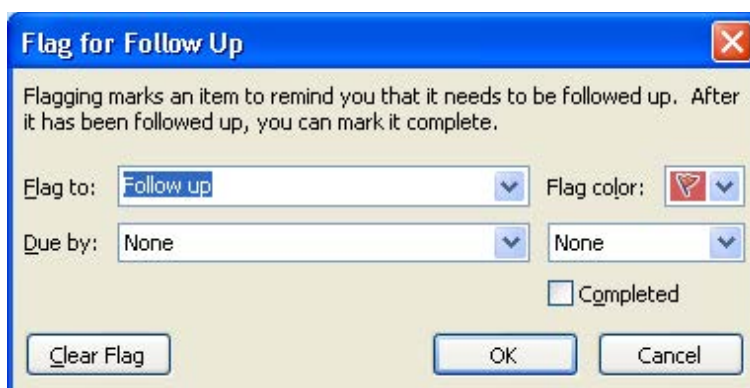 Flag for Follow Up
Flagging marks an item to remind you that it needs to be followed up.  After
it has been followed up, you can mark it complete.
Flag to: Follow up Flag color:
Due by: None None
Completed
Clear Flag OK Cancel